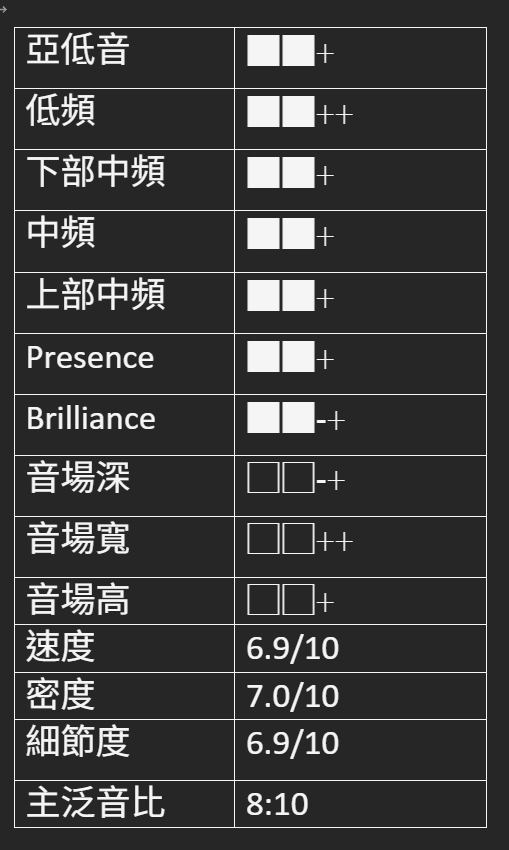 亞低音 ■■+
低頻 ■■++
下部中頻 ■■+
中頻 ■■+
上部中頻 ■■+
Presence ■■+
Brilliance ■■-+
音場深 □□-+
音場寬 □□++
音場高 □□+
速度 6.9/10
密度 7.0/10
細節度 6.9/10
主泛音比 8:10